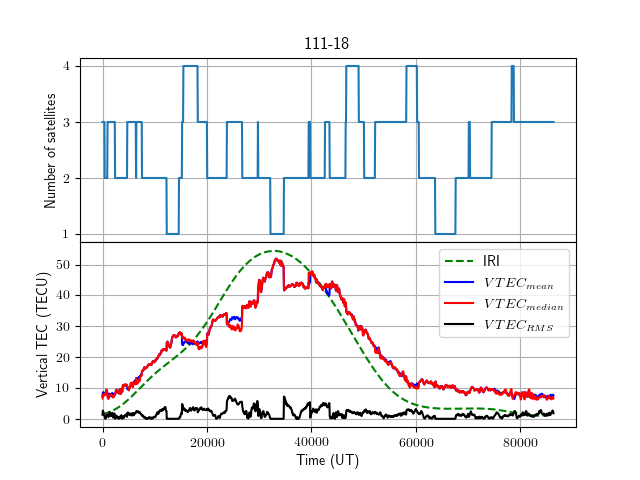 111-18
Number of satellites
4
3
2
1
Vertical TEC (TECU)
50
40
30
20
10
0
IRI
VTEC_mean
VTEC_median
VTEC_RMS
0 20000 40000 60000 80000
Time (UT)